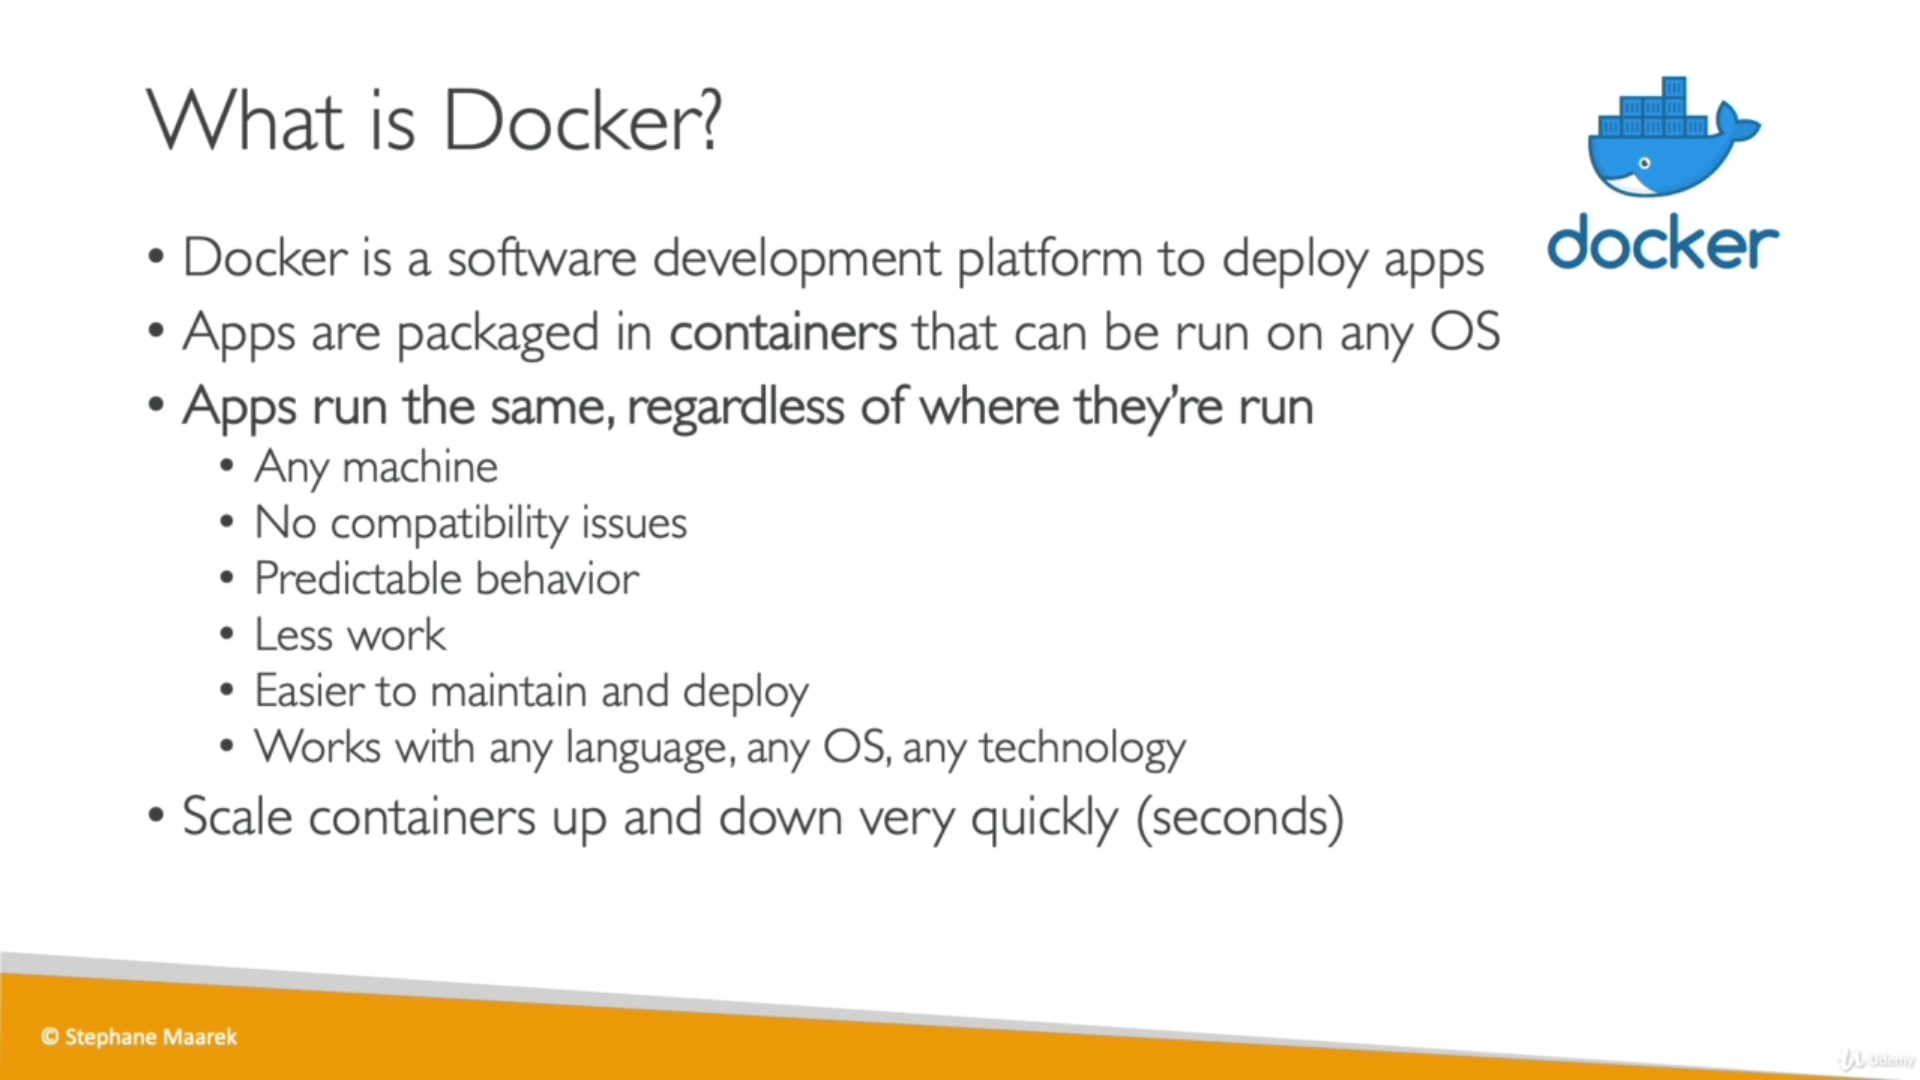 What is Docker?
docker
• Docker is a software development platform to deploy apps
• Apps are packaged in containers that can be run on any OS
• Apps run the same, regardless of where they’re run
• Any machine
• No compatibility issues
• Predictable behavior
• Less work
• Easier to maintain and deploy
• Works with any language, any OS, any technology
• Scale containers up and down very quickly (seconds)
© Stephane Maarek
Udemy